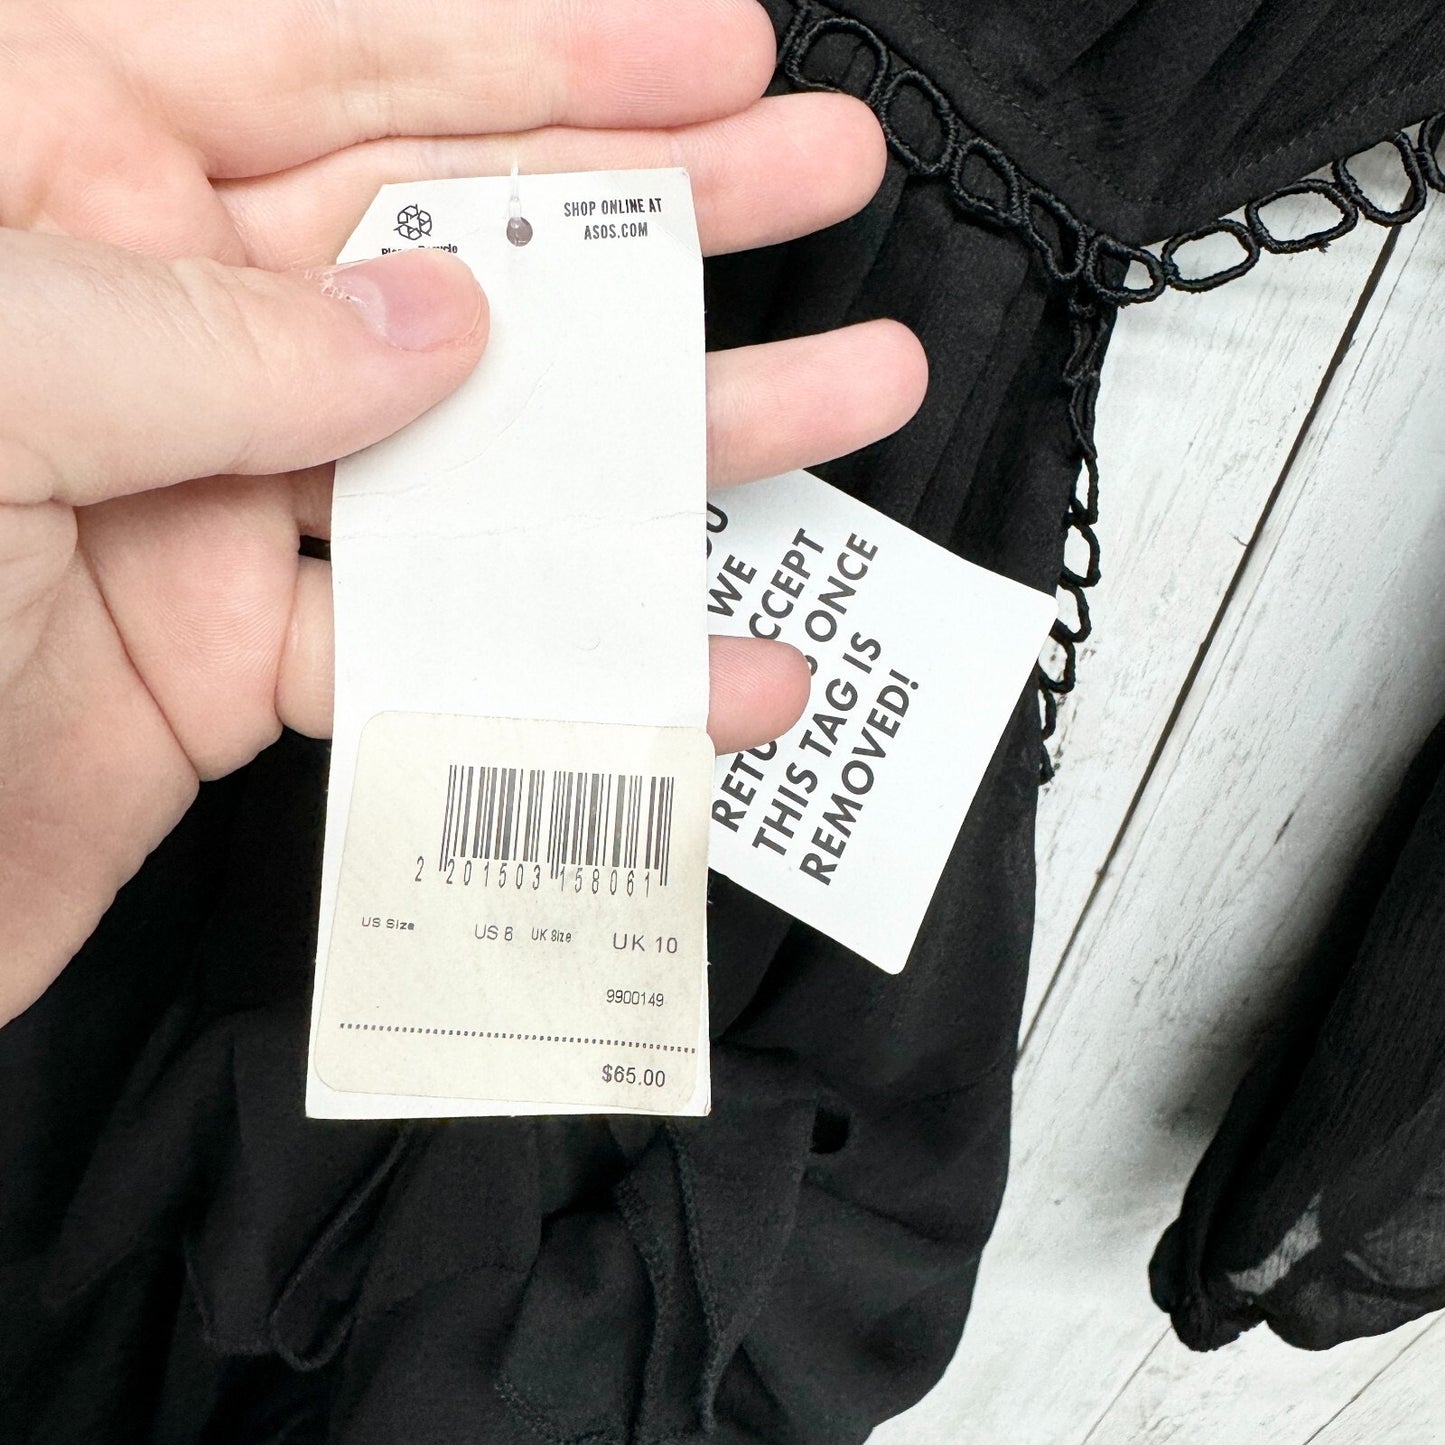 SHOP ONLINE AT
ASOS.COM
2 201503 158061
US Size US 6 UK Size UK 10
9900149
$65.00
WE
ONCE
THIS TAG IS
REMOVED!